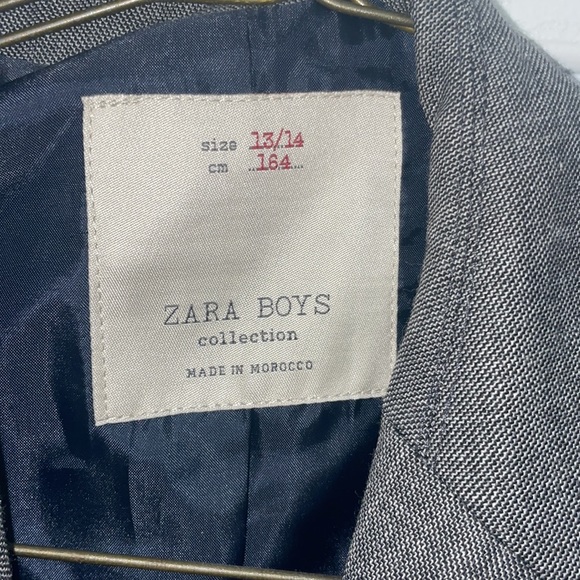 size 13/14
cm 164
ZARA BOYS
collection
MADE IN MOROCCO